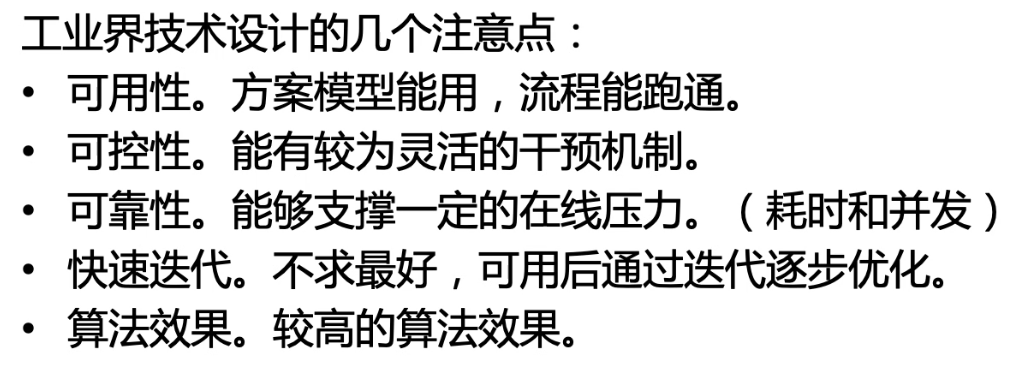 工业界技术设计的几个注意点：
• 可用性。方案模型能用，流程能跑通。
• 可控性。能有较为灵活的干预机制。
• 可靠性。能够支撑一定的在线压力。（耗时和并发）
• 快速迭代。不求最好，可用后通过迭代逐步优化。
• 算法效果。较高的算法效果。